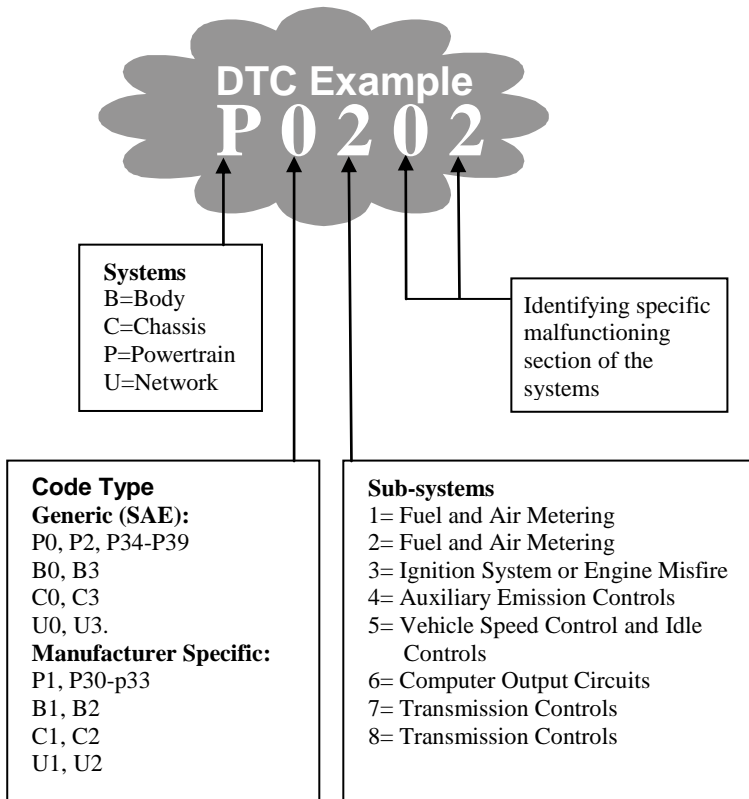 DTC Example
P 0 2 0 2
Systems
B=Body
C=Chassis
P=Powertrain
U=Network
Identifying specific
malfunctioning
section of the
systems
Code Type
Generic (SAE):
P0, P2, P34-P39
B0, B3
C0, C3
U0, U3.
Manufacturer Specific:
P1, P30-p33
B1, B2
C1, C2
U1, U2
Sub-systems
1= Fuel and Air Metering
2= Fuel and Air Metering
3= Ignition System or Engine Misfire
4= Auxiliary Emission Controls
5= Vehicle Speed Control and Idle
Controls
6= Computer Output Circuits
7= Transmission Controls
8= Transmission Controls